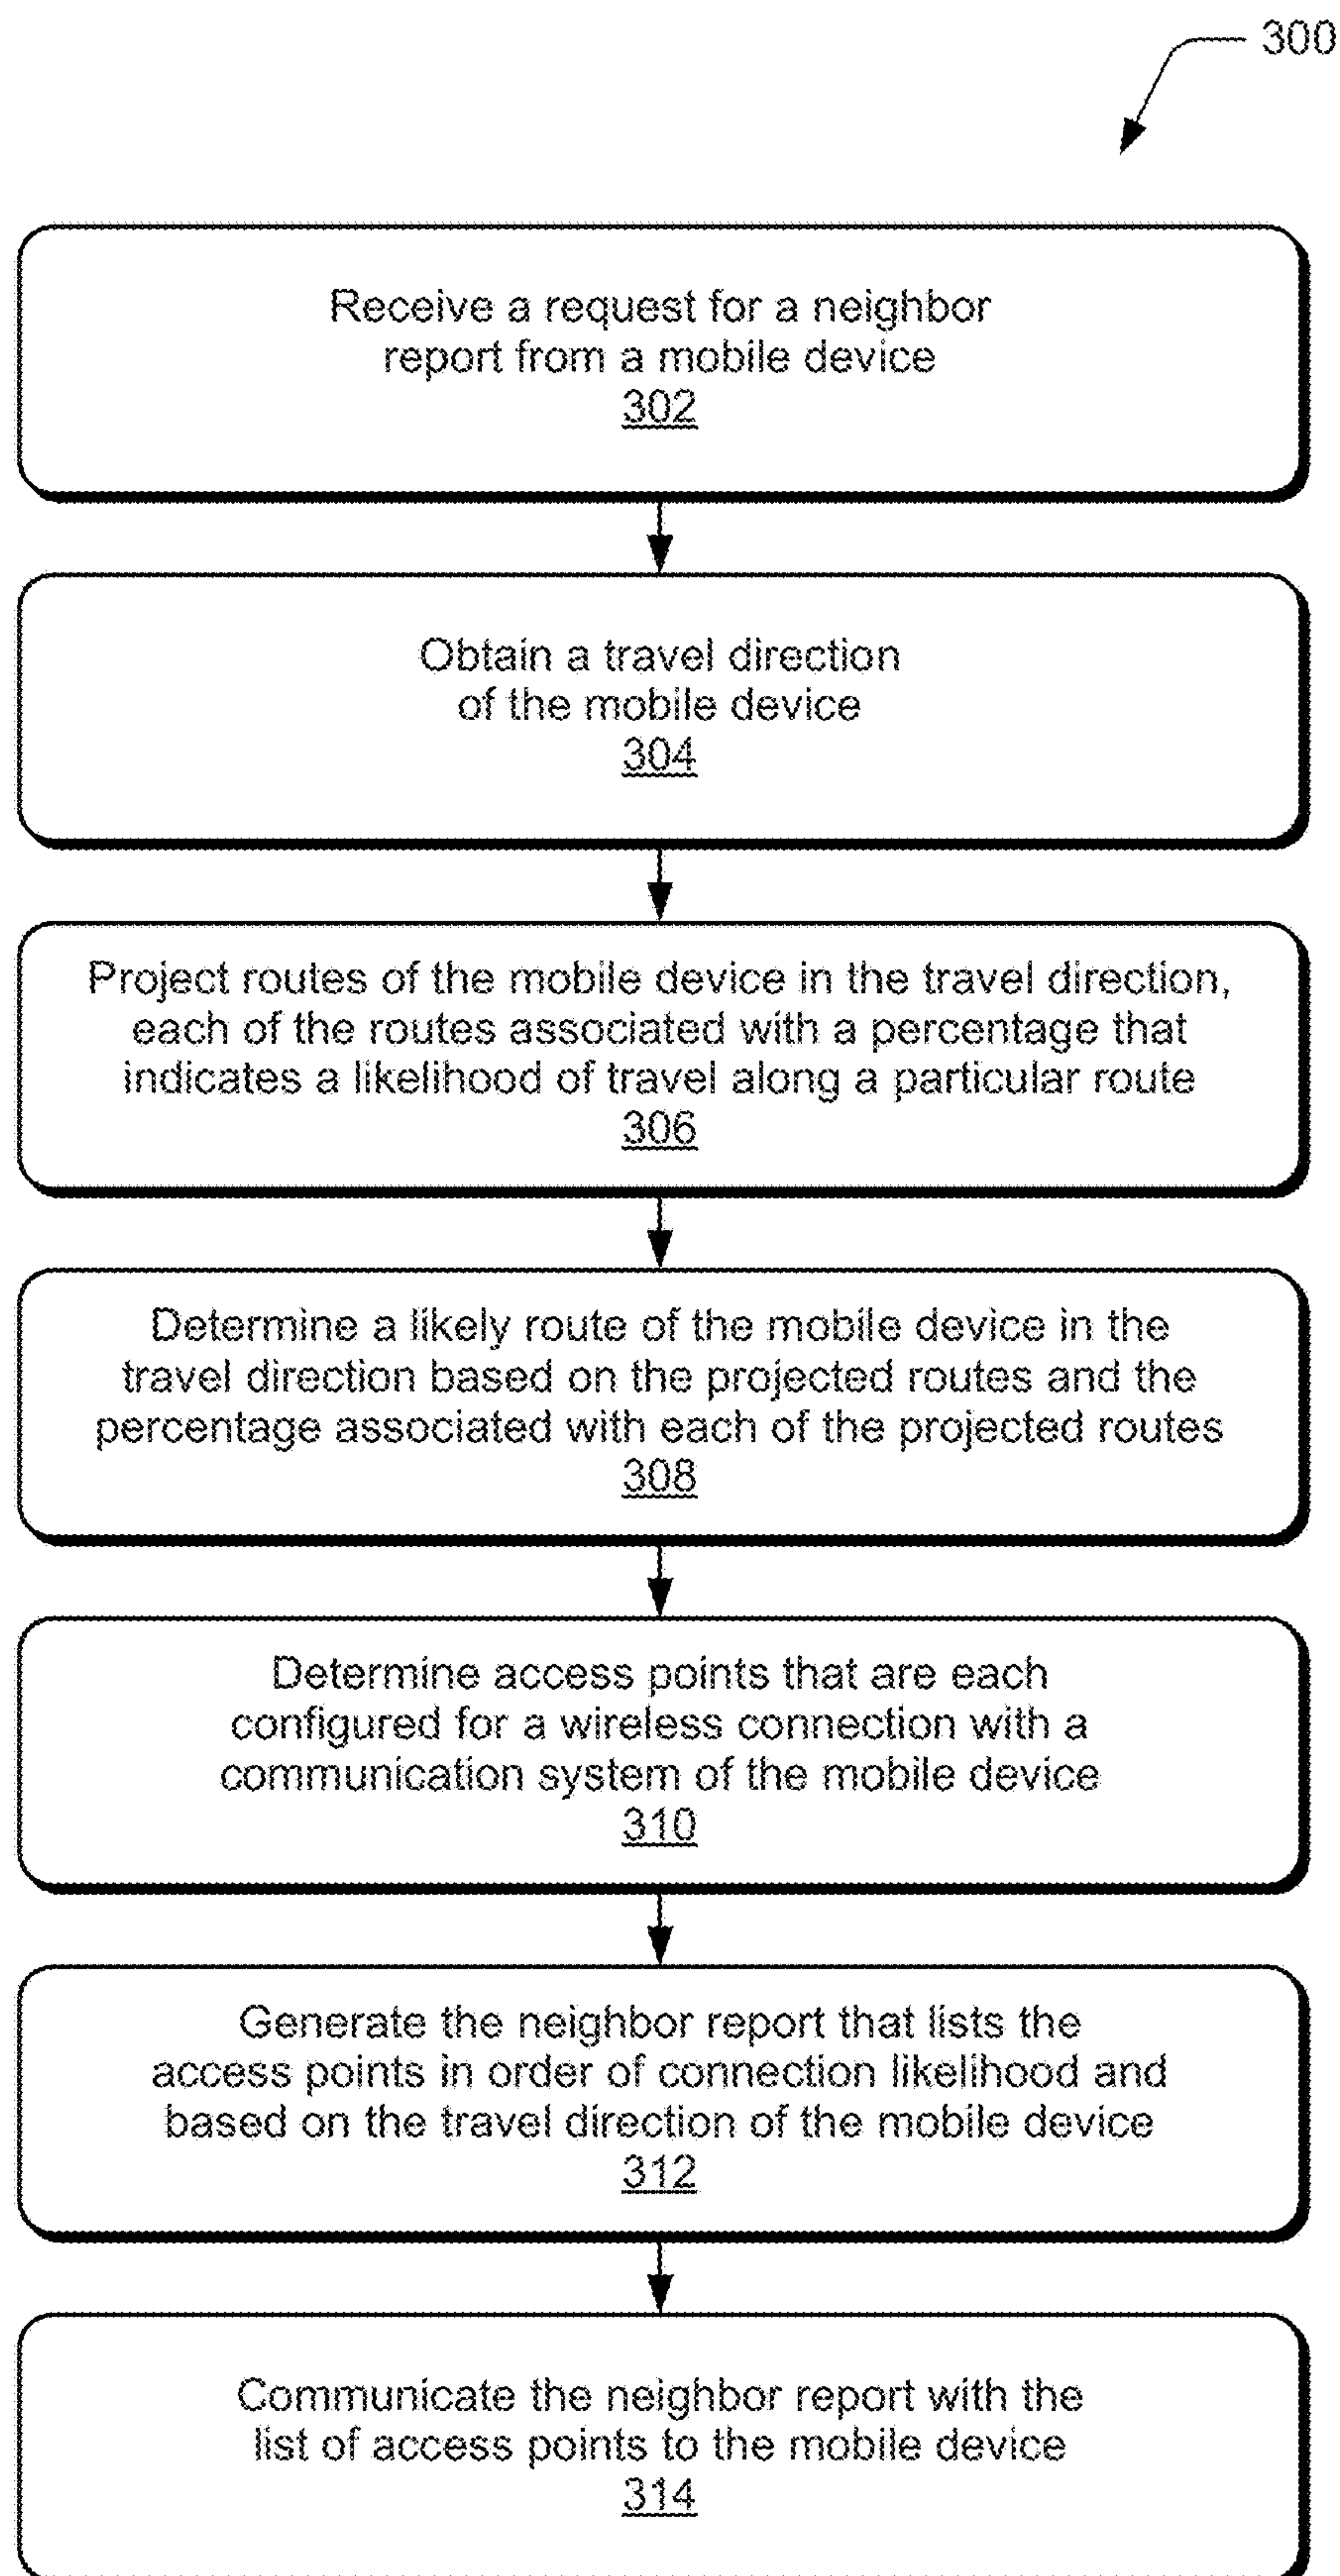 300
Receive a request for a neighbor
report from a mobile device
302
Obtain a travel direction
of the mobile device
304
Project routes of the mobile device in the travel direction,
each of the routes associated with a percentage that
indicates a likelihood of travel along a particular route
306
Determine a likely route of the mobile device in the
travel direction based on the projected routes and the
percentage associated with each of the projected routes
308
Determine access points that are each
configured for a wireless connection with a
communication system of the mobile device
310
Generate the neighbor report that lists the
access points in order of connection likelihood and
based on the travel direction of the mobile device
312
Communicate the neighbor report with the
list of access points to the mobile device
314